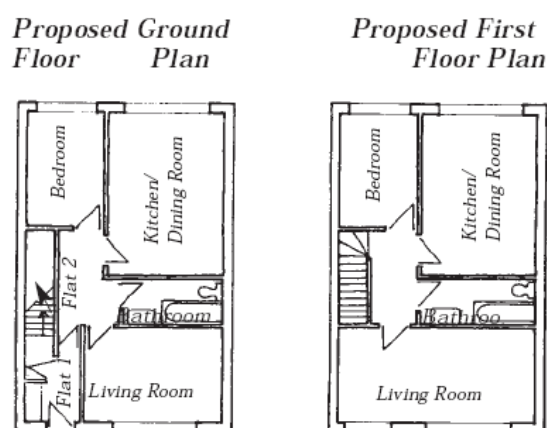 Proposed Ground
Floor Plan
Proposed First
Floor Plan
Bedroom
Kitchen/
Dining Room
Flat 2
Bathroom
Flat 1
Living Room
Bedroom
Kitchen/
Dining Room
Bathroo
Living Room